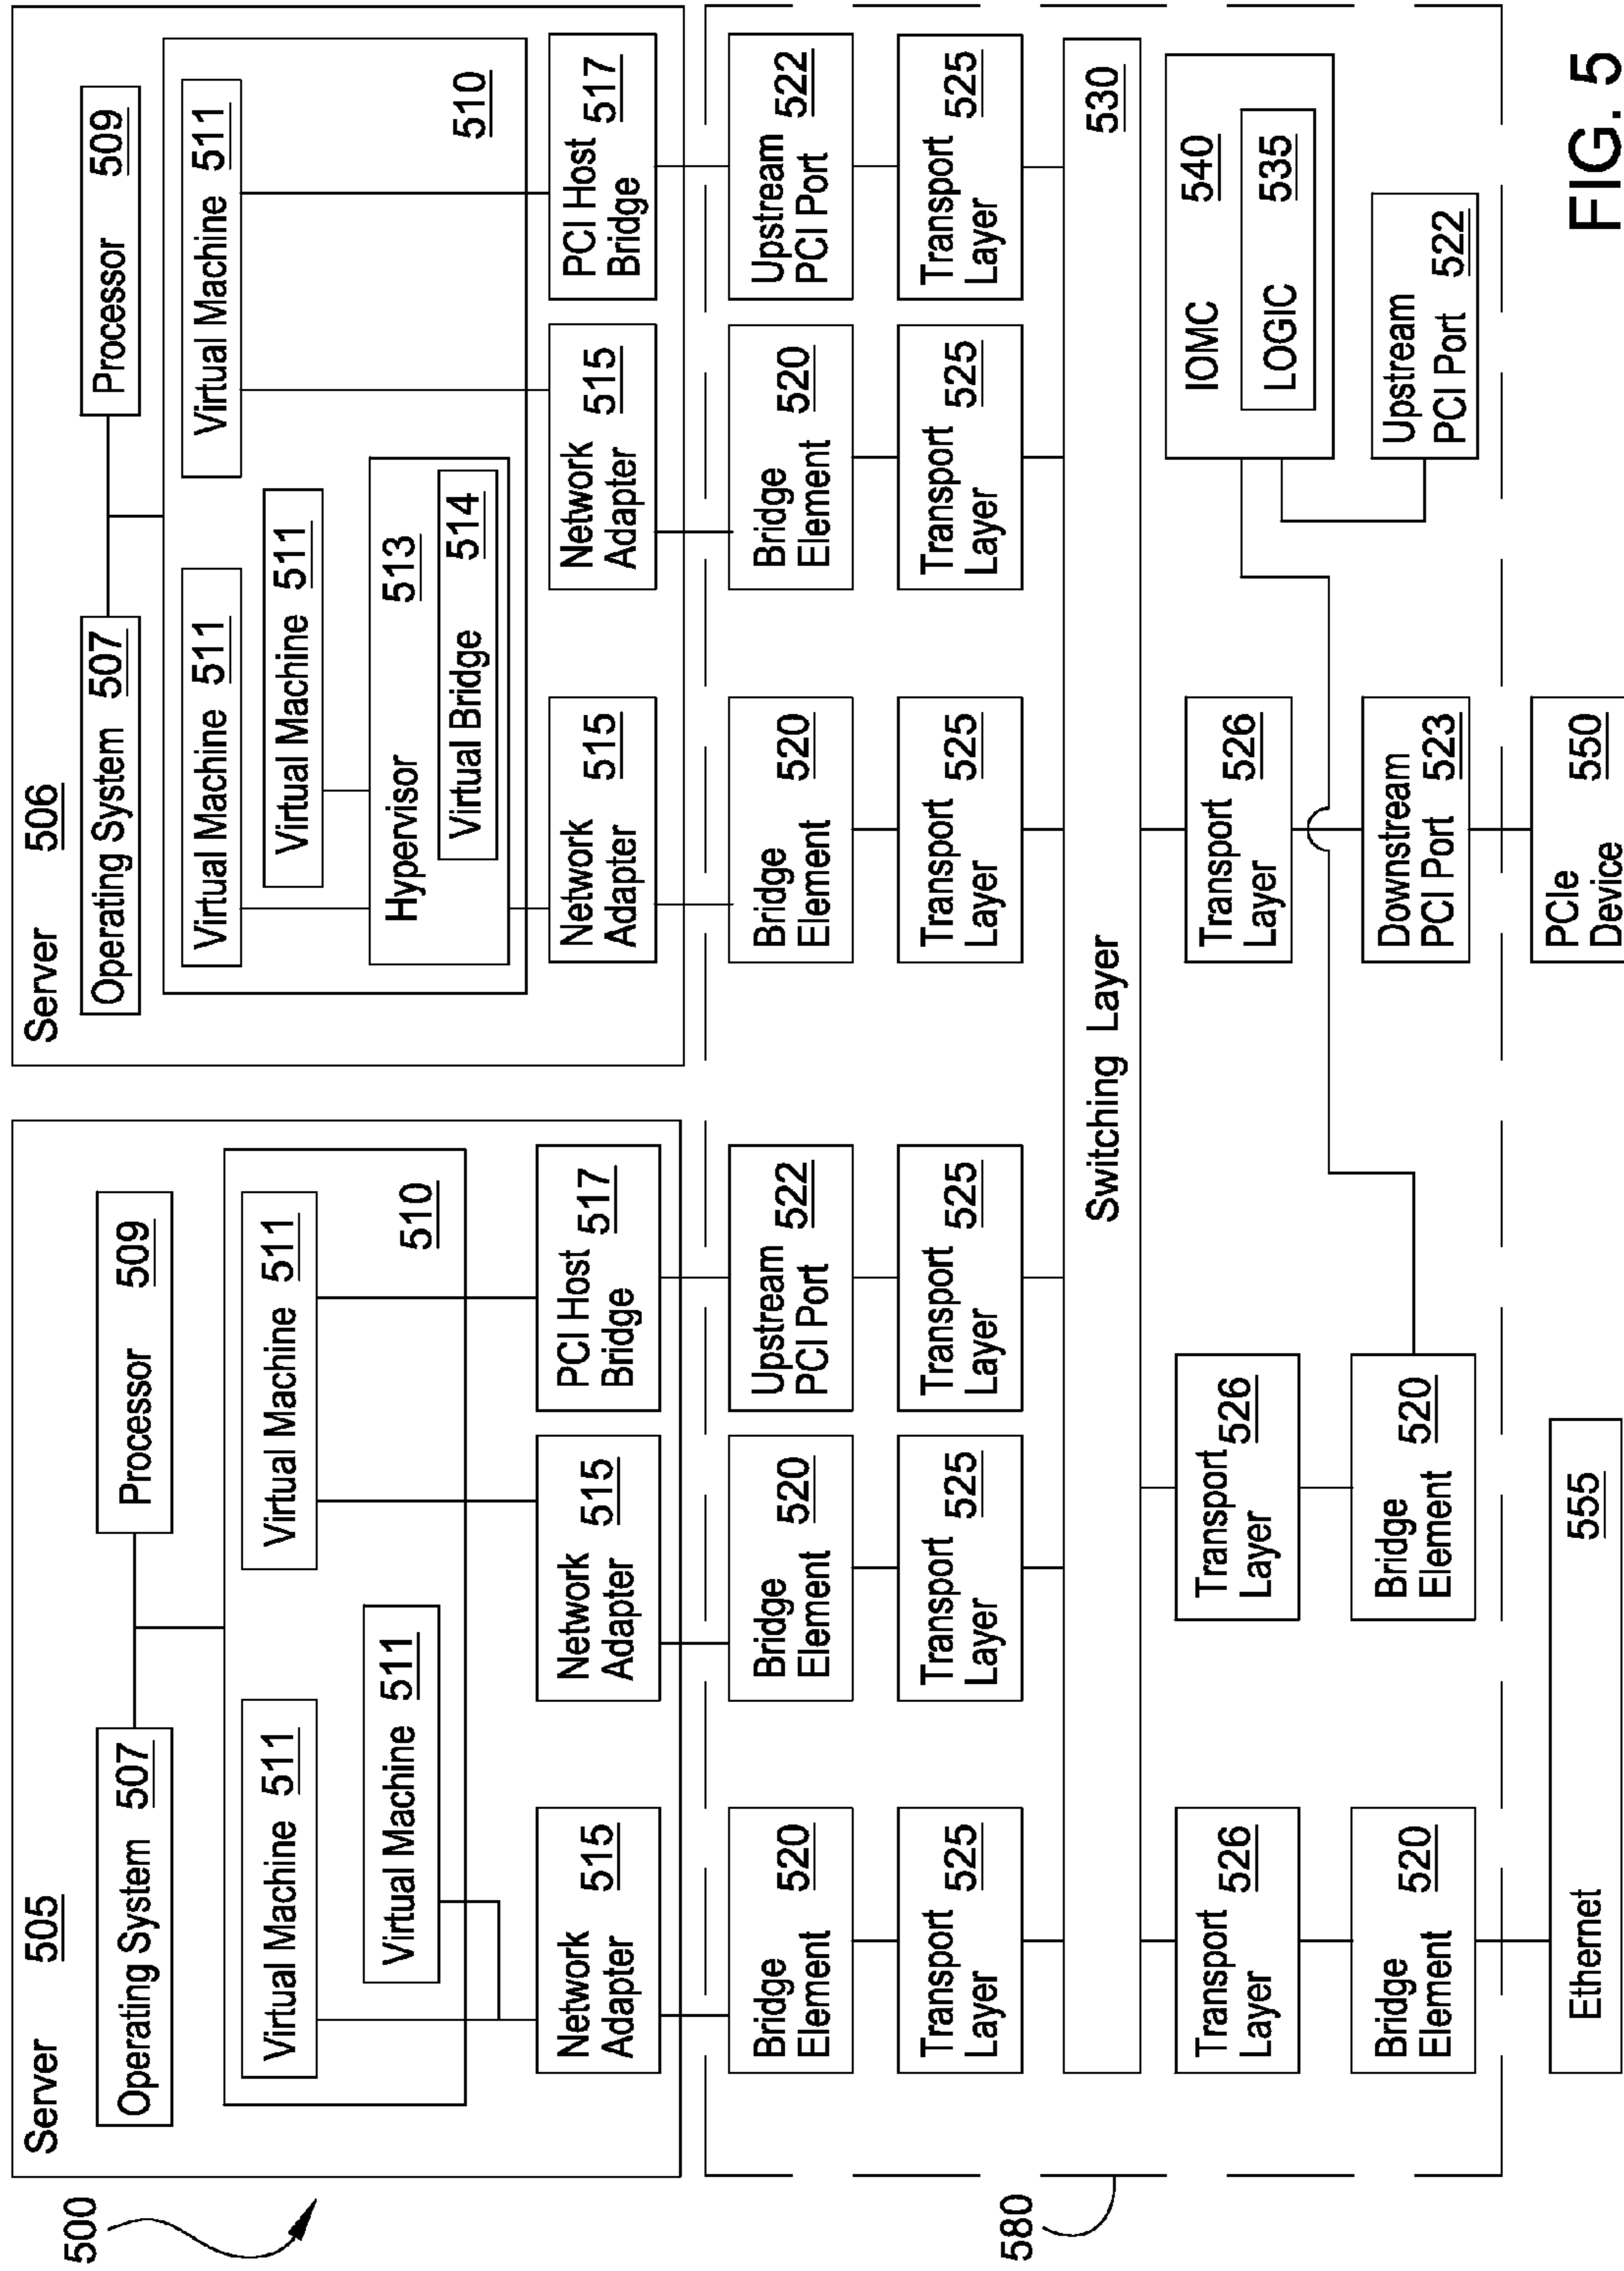 500
Server 505
Operating System 507
Processor 509
Virtual Machine 511
Virtual Machine 511
Virtual Machine 511
510
Network
Adapter 515
Network
Adapter 515
PCI Host
Bridge 517
Server 506
Operating System 507
Processor 509
Virtual Machine 511
Virtual Machine 511
Virtual Machine 511
Hypervisor 513
Virtual Bridge 514
510
Network
Adapter 515
Network
Adapter 515
PCI Host
Bridge 517
580
Bridge
Element 520
Bridge
Element 520
Upstream
PCI Port 522
Bridge
Element 520
Bridge
Element 520
Upstream
PCI Port 522
Transport
Layer 525
Transport
Layer 525
Transport
Layer 525
Transport
Layer 525
Transport
Layer 525
Transport
Layer 525
Switching Layer 530
Transport
Layer 526
Transport
Layer 526
Transport
Layer 526
IOMC 540
LOGIC 535
Bridge
Element 520
Bridge
Element 520
Downstream
PCI Port 523
Upstream
PCI Port 522
Ethernet 555
PCIe
Device 550
FIG. 5